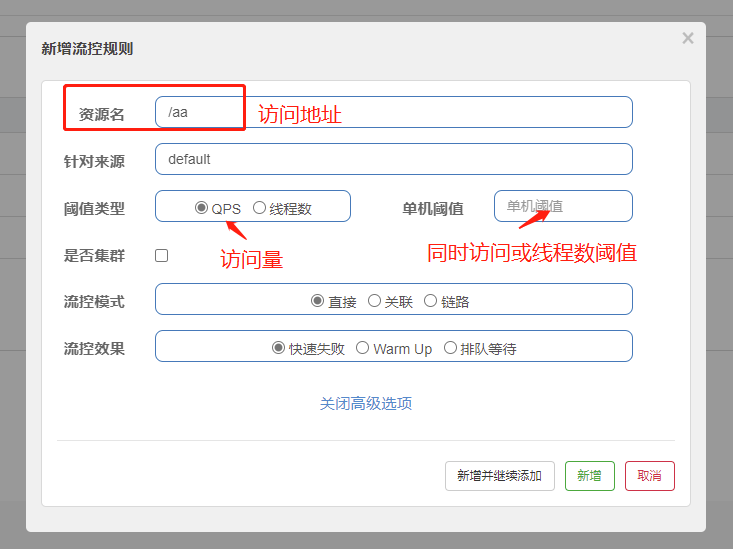 新增流控规则
×
资源名 /aa 访问地址
针对来源 default
阈值类型 QPS 线程数 单机阈值 单机阈值
是否集群 访问量 同时访问或线程数阈值
流控模式 直接 关联 链路
流控效果 快速失败 Warm Up 排队等待
关闭高级选项
新增并继续添加 新增 取消